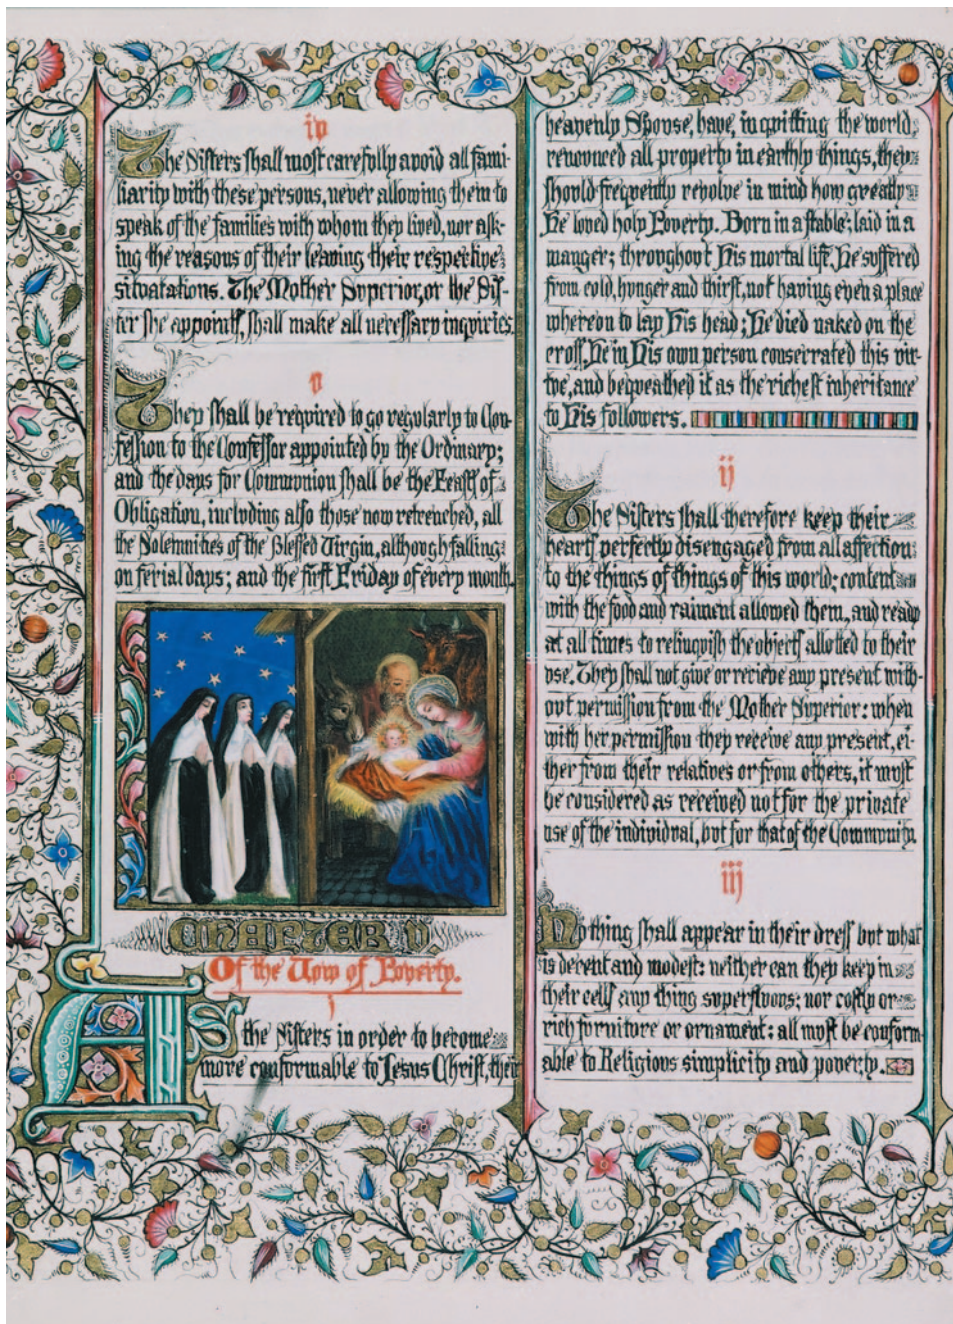 iv
The Sisters shall most carefully avoid all fami-
liarity with these persons, never allowing them to
speak of the families with whom they lived, nor ask-
ing the reasons of their leaving their respective
situatations. The Mother Superior, or the Sis-
ter she appoints, shall make all necessary inquiries.
v
They shall be required to go regularly to Con-
fession to the Confessor appointed by the Ordinary;
and the days for Communion shall be the Feasts of
Obligation, including also those now retrenched, all
the Solemnities of the Blessed Virgin, although falling
on ferial days; and the first Friday of every month.
CHAPTER V.
Of the Vow of Poverty.
i
As the Sisters in order to become
more conformable to Jesus Christ, their
heavenly Spouse, have, in quitting the world,
renounced all property in earthly things, they
should frequently revolve in mind how greatly
He loved holy Poverty. Born in a stable; laid in a
manger; throughout His mortal life, He suffered
from cold, hunger and thirst, not having even a place
whereon to lay His head; He died naked on the
cross. He in His own person consecrated this vir-
tue, and bequeathed it as the richest inheritance
to His followers.
ij
The Sisters shall therefore keep their
hearts perfectly disengaged from all affection
to the things of things of this world; content
with the food and raiment allowed them, and ready
at all times to relinquish the objects allotted to their
use. They shall not give or recieve any present with-
out permission from the Mother Superior: when
with her permission they receive any present, ei-
ther from their relatives or from others, it must
be considered as received not for the private
use of the individual, but for that of the Community.
iij
Nothing shall appear in their dress but what
is decent and modest: neither can they keep in
their cells any thing superfluous; nor costly or
rich furniture or ornament: all must be conform-
able to Religious simplicity and poverty.